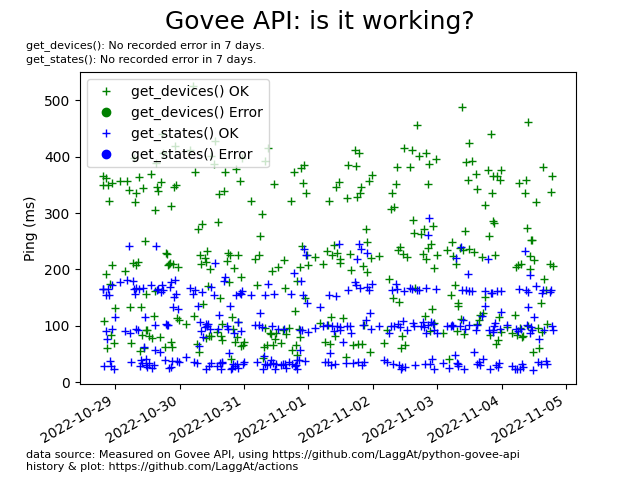 Govee API: is it working?
get_devices(): No recorded error in 7 days.
get_states(): No recorded error in 7 days.
get_devices() OK
get_devices() Error
get_states() OK
get_states() Error
Ping (ms)
500
400
300
200
100
0
2022-10-29
2022-10-30
2022-10-31
2022-11-01
2022-11-02
2022-11-03
2022-11-04
2022-11-05
data source: Measured on Govee API, using https://github.com/LaggAt/python-govee-api
history & plot: https://github.com/LaggAt/actions